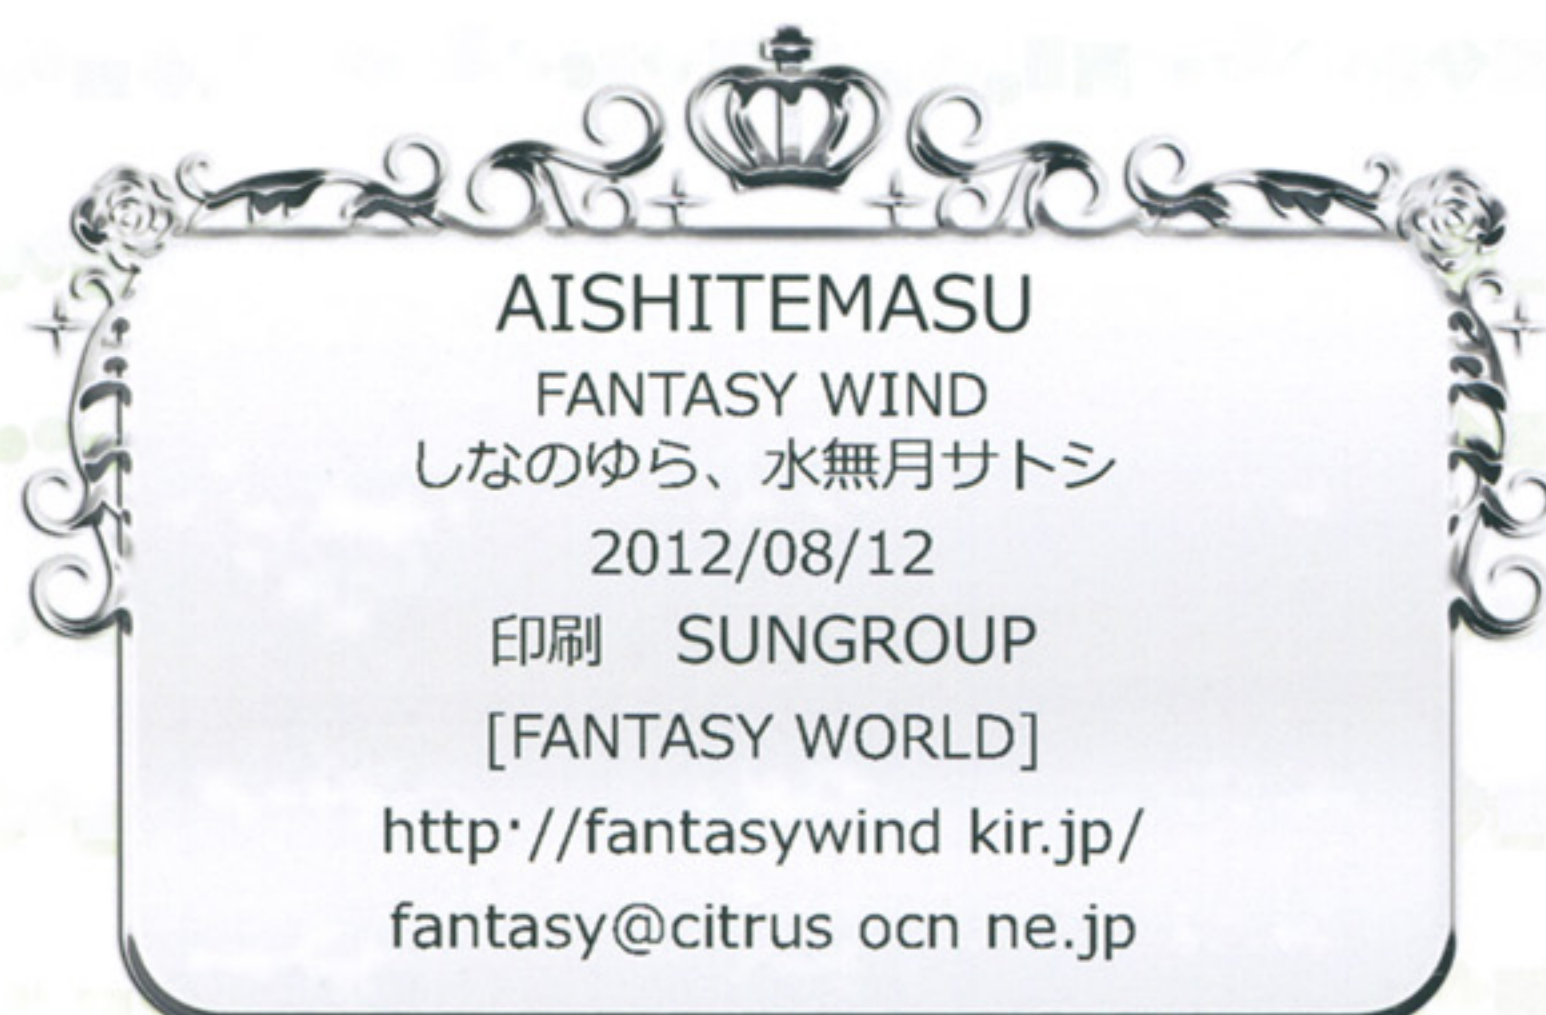 AISHITEMASU
FANTASY WIND
しなのゆら、水無月サトシ
2012/08/12
印刷　SUNGROUP
[FANTASY WORLD]
http·//fantasywind kir.jp/
fantasy@citrus ocn ne.jp